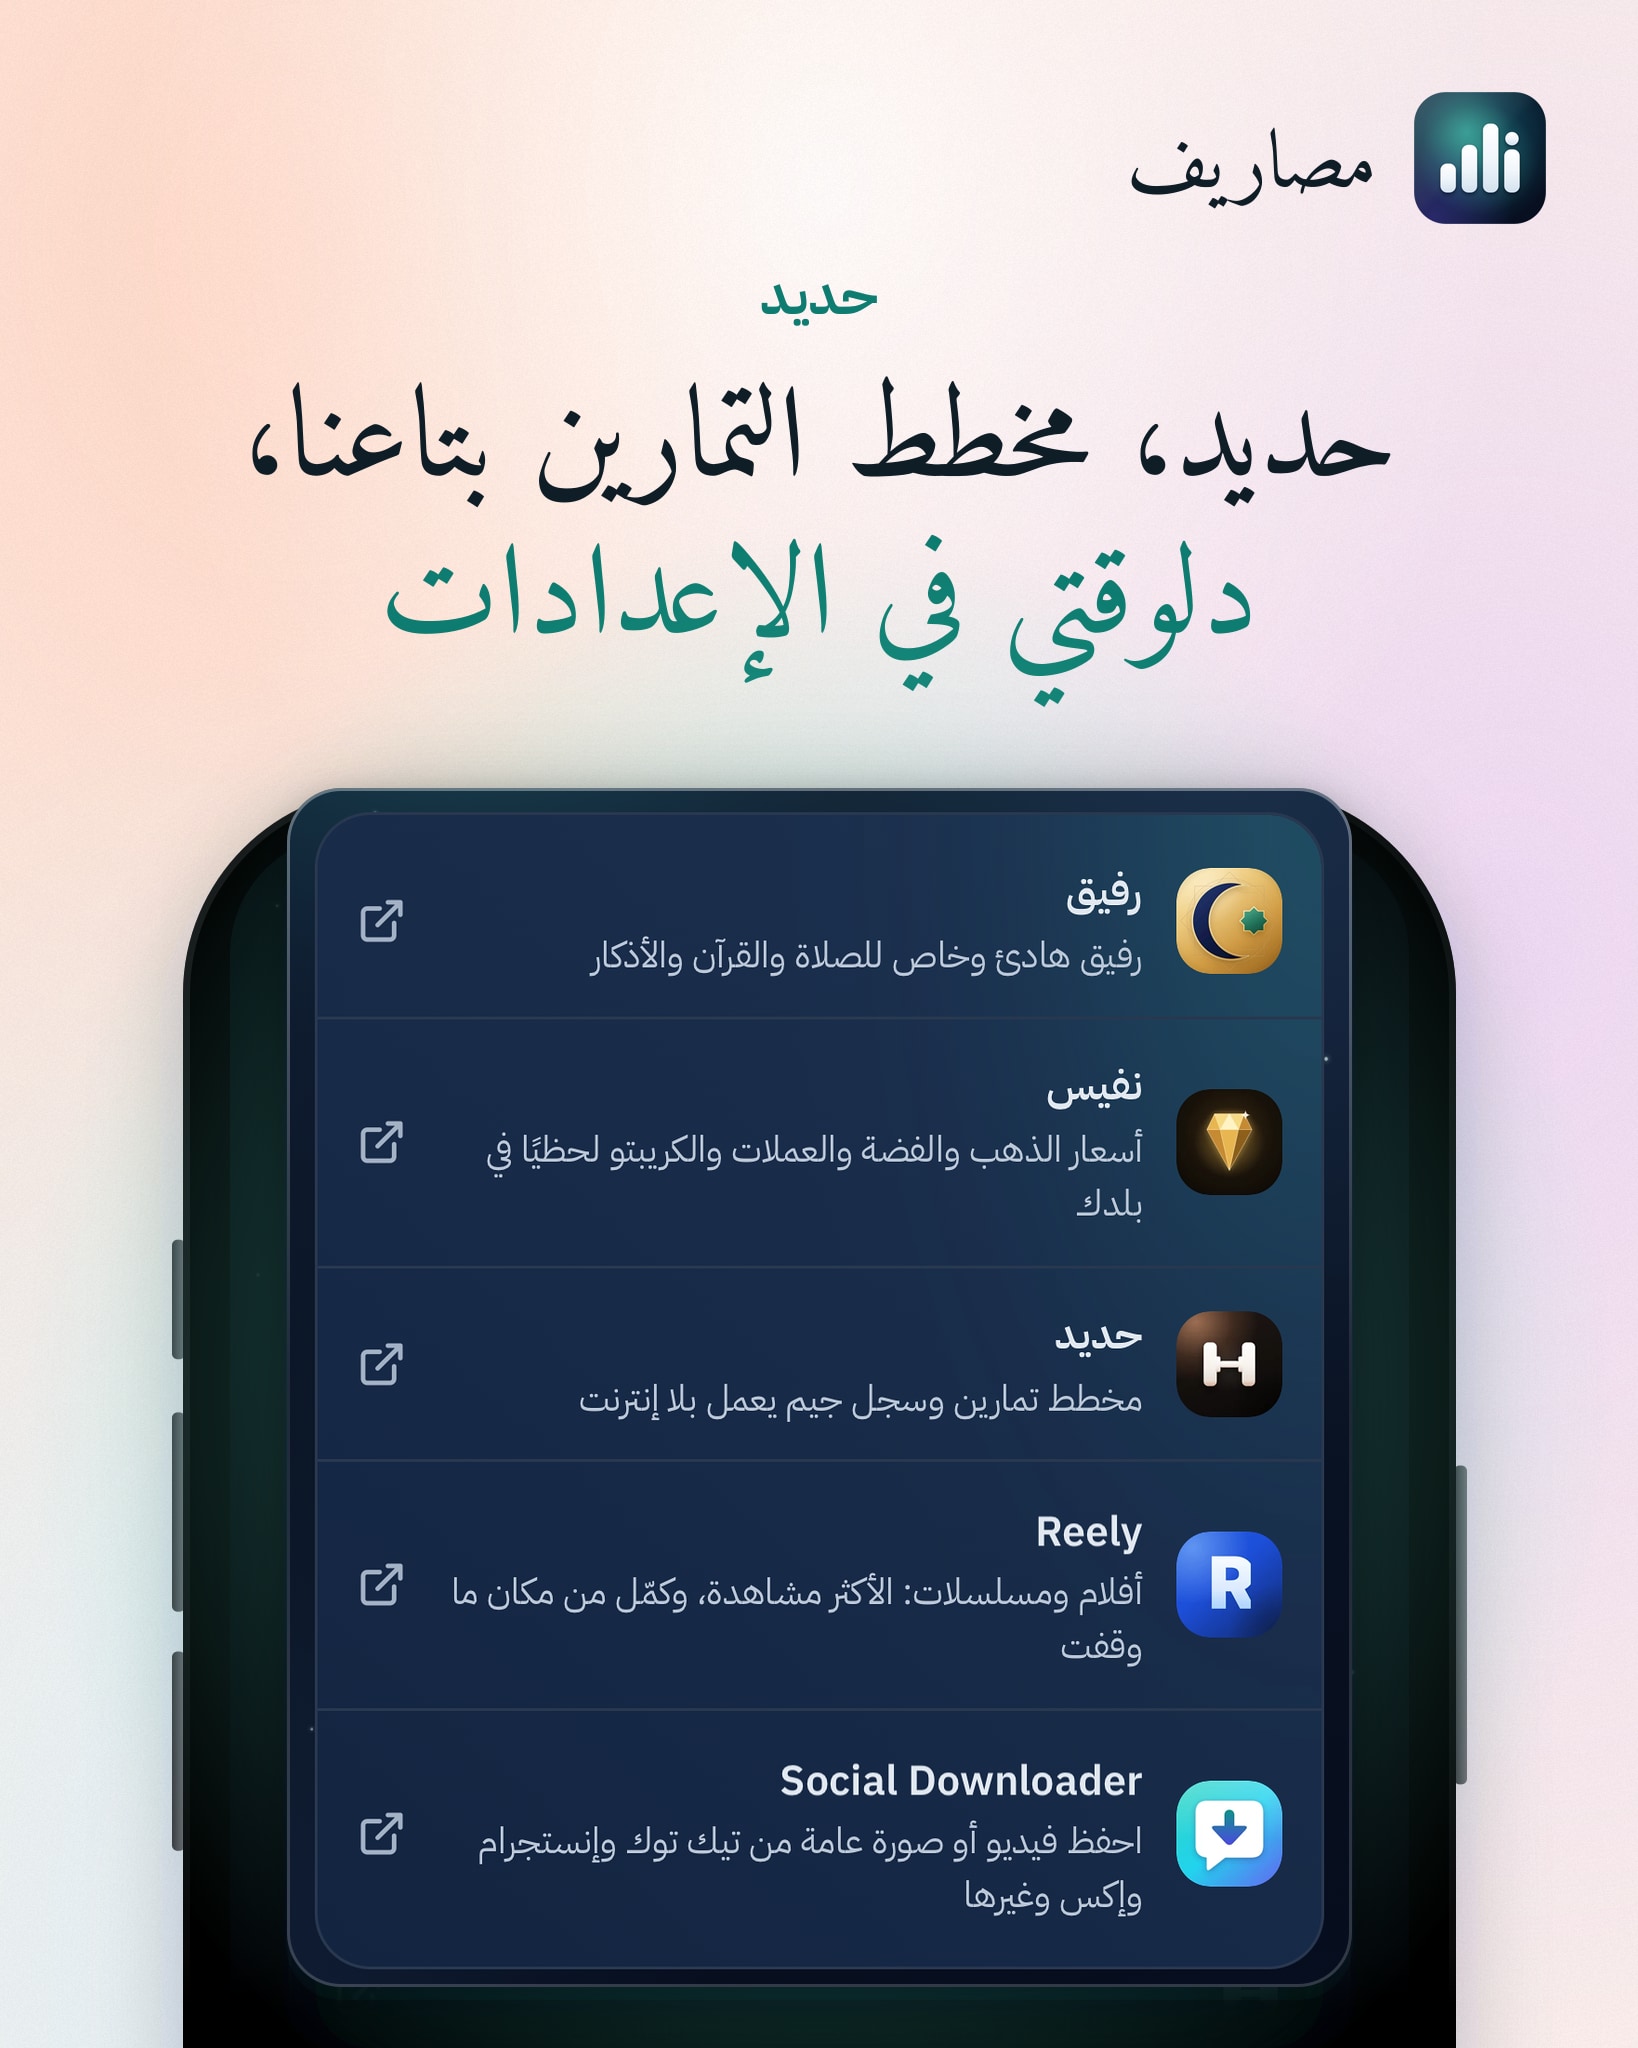 مصاريف
حديد
حديد، مخطط التمارين بتاعنا،
دلوقتي في الإعدادات
رفيق
رفيق هادئ وخاص للصلاة والقرآن والأذكار
نفيس
أسعار الذهب والفضة والعملات والكريبتو لحظيًا في
بلدك
حديد
مخطط تمارين وسجل جيم يعمل بلا إنترنت
R
Reely
أفلام ومسلسلات: الأكثر مشاهدة، وكمّل من مكان ما
وقفت
Social Downloader
احفظ فيديو أو صورة عامة من تيك توك وإنستجرام
وإكس وغيرها